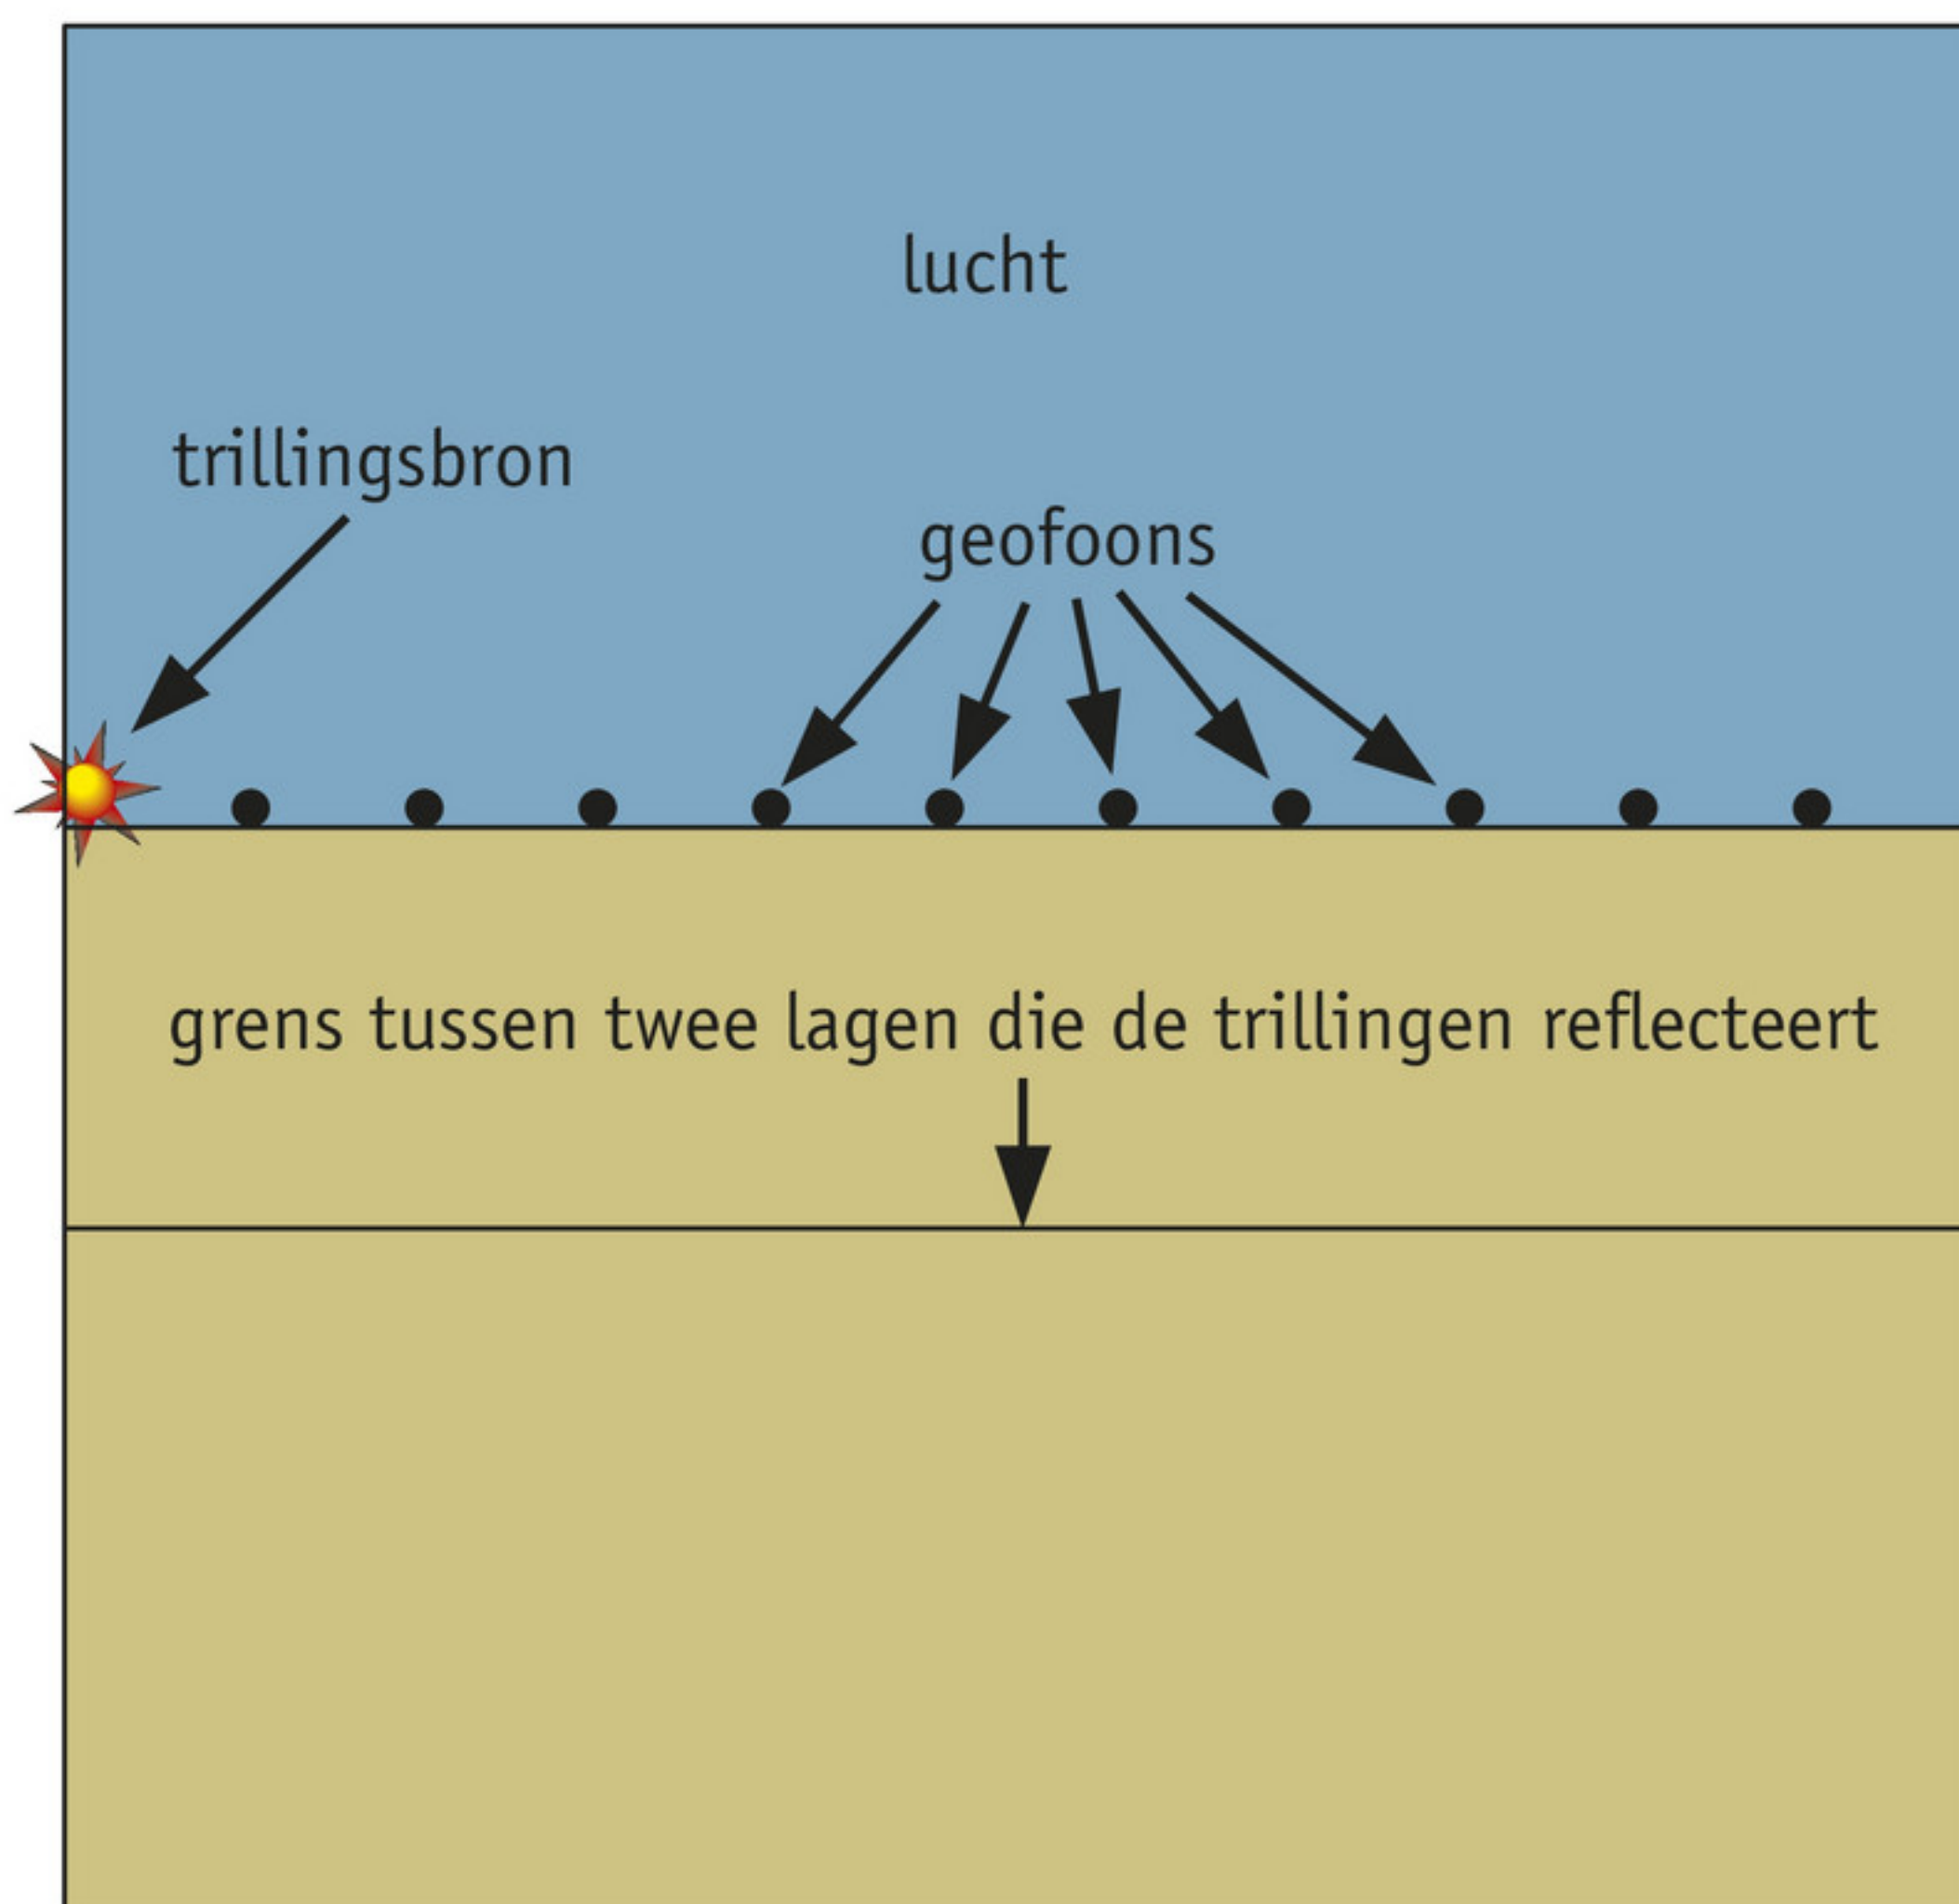 lucht
trillingsbron
geofoons
grens tussen twee lagen die de trillingen reflecteert